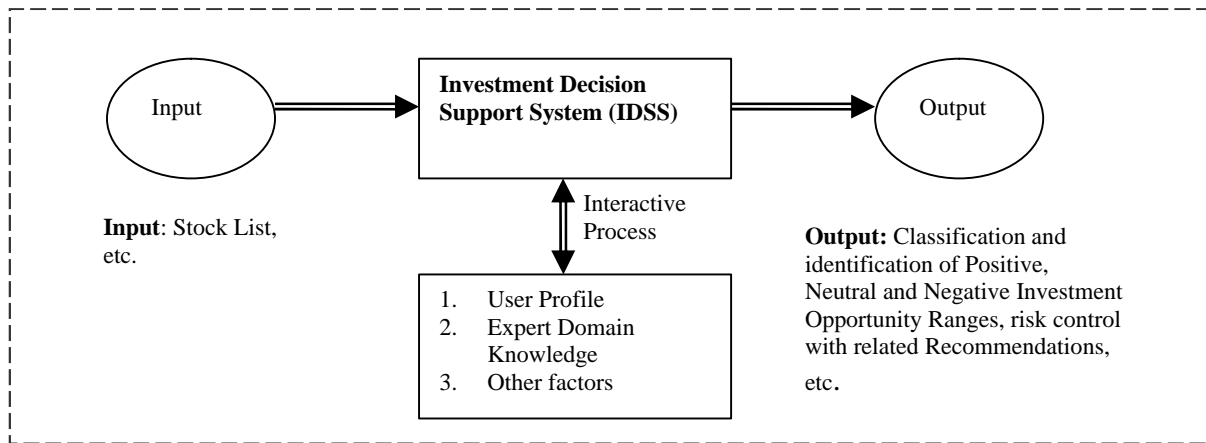 Input
Investment Decision
Support System (IDSS)
Output
Interactive
Process
Input: Stock List,
etc.
1. User Profile
2. Expert Domain
Knowledge
3. Other factors
Output: Classification and
identification of Positive,
Neutral and Negative Investment
Opportunity Ranges, risk control
with related Recommendations,
etc.